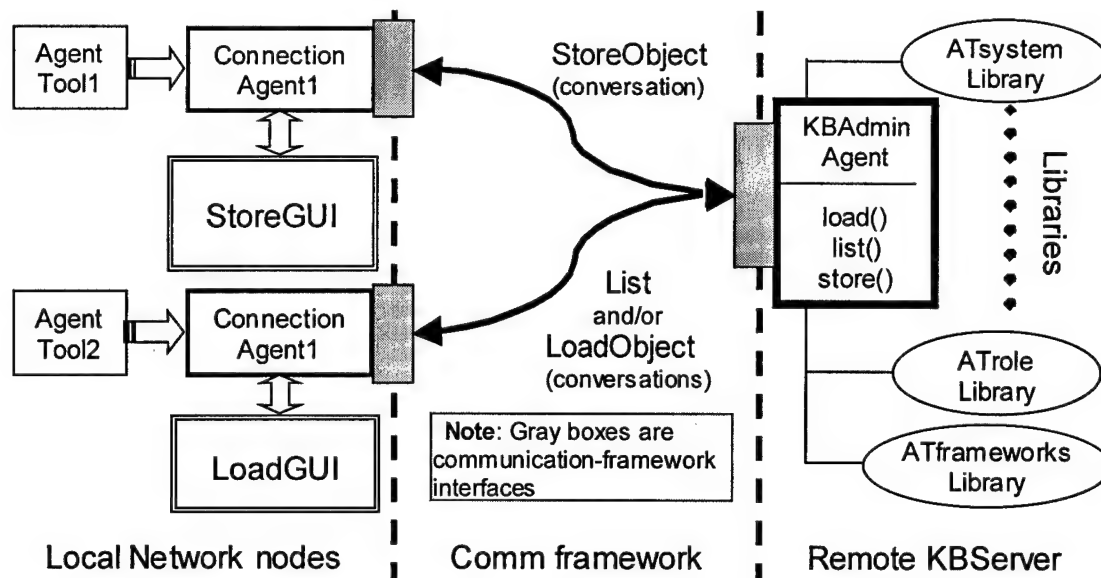 Agent
Tool1
Connection
Agent1
StoreGUI
Agent
Tool2
Connection
Agent1
LoadGUI
StoreObject
(conversation)
List
and/or
LoadObject
(conversations)
Note: Gray boxes are
communication-framework
interfaces
KBAdmin
Agent
load()
list()
store()
ATsystem
Library
Libraries
ATrole
Library
ATframeworks
Library
Local Network nodes
Comm framework
Remote KBServer